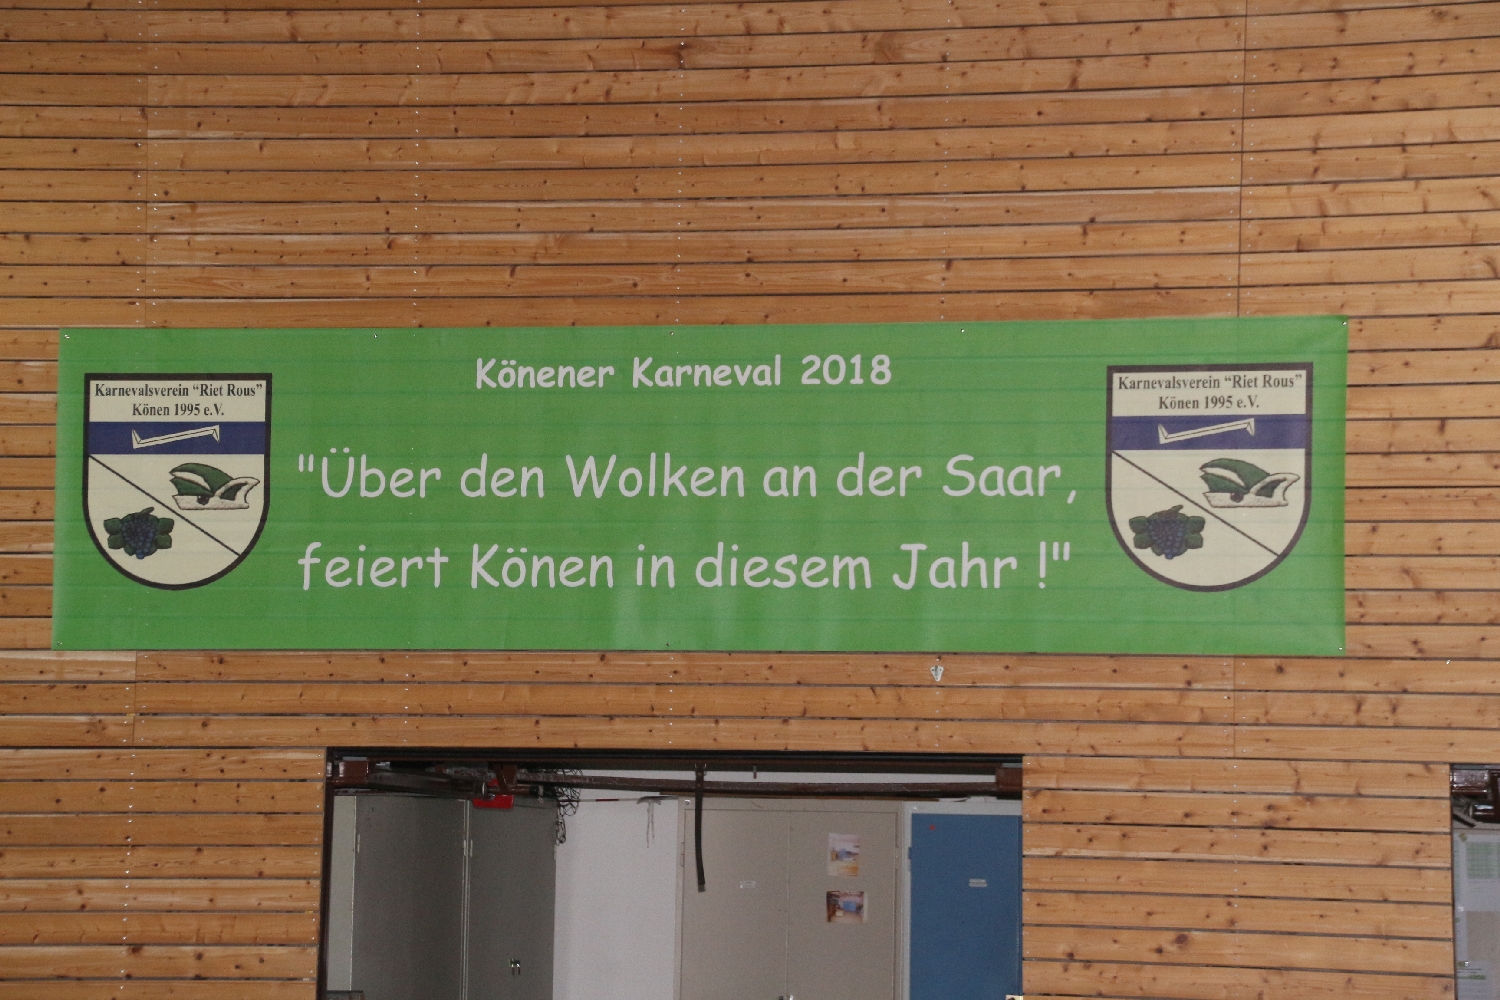 Könener Karneval 2018
Karnevalsverein “Riet Rous”
Könen 1995 e.V.
"Über den Wolken an der Saar,
feiert Könen in diesem Jahr !"
Karnevalsverein “Riet Rous”
Könen 1995 e.V.